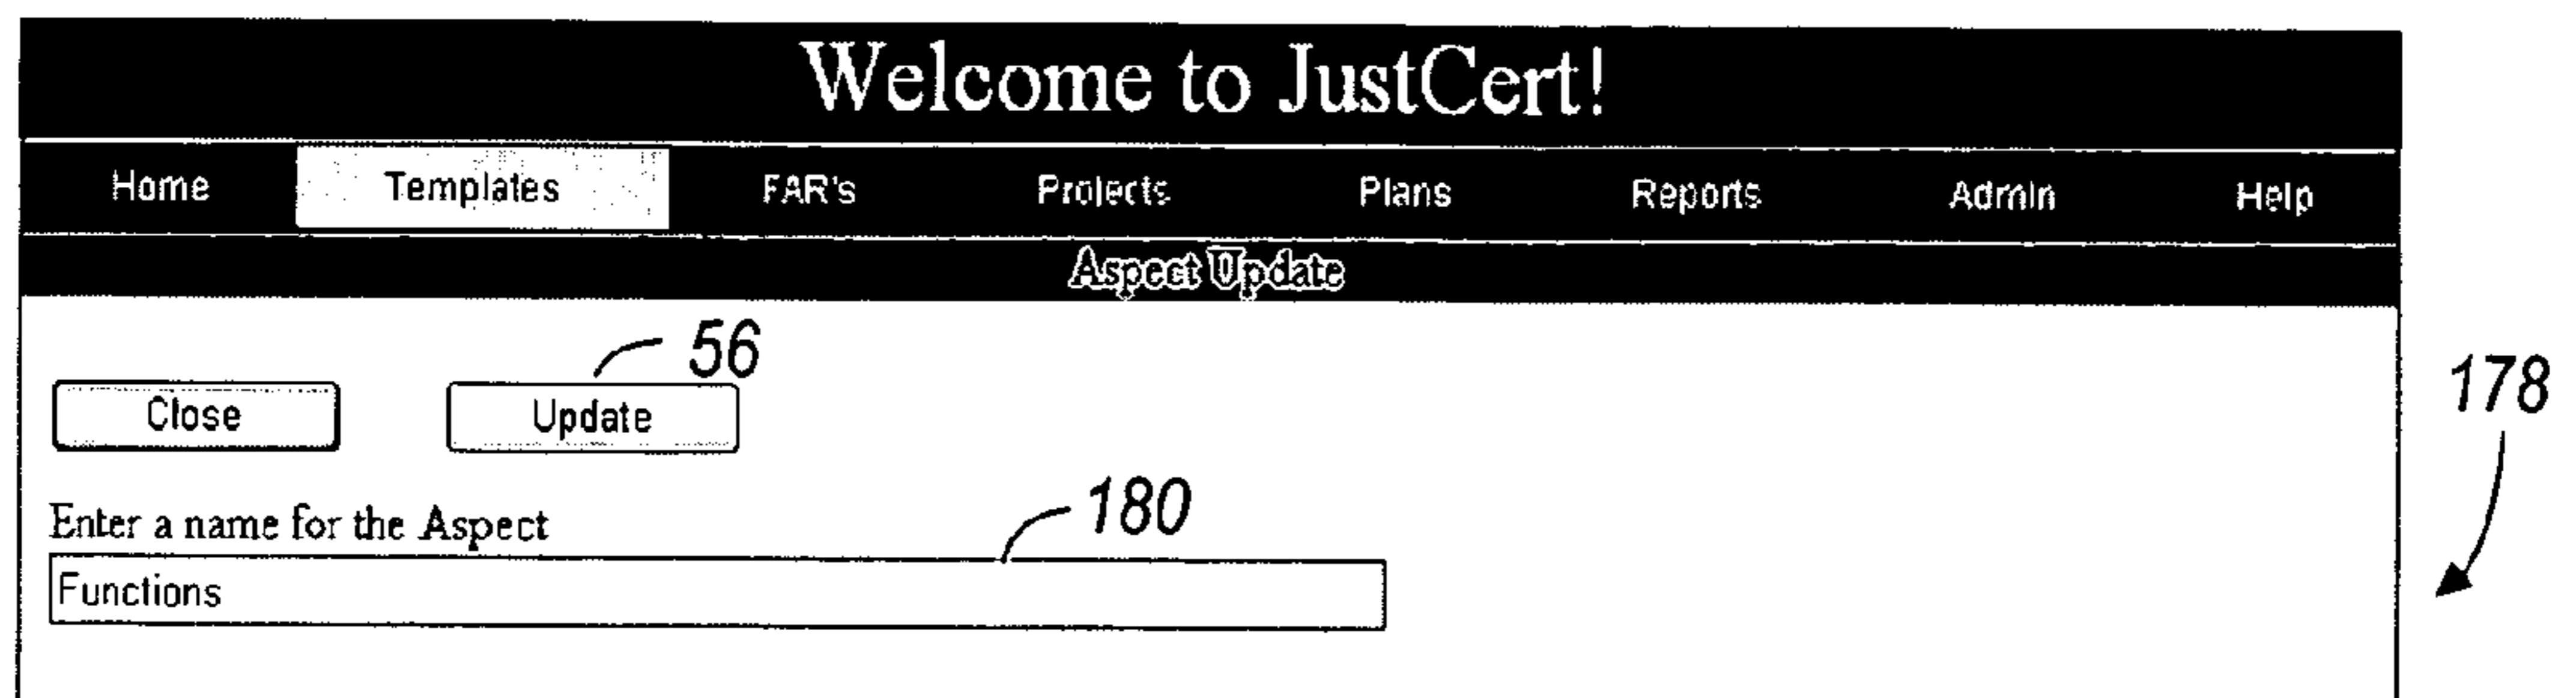 Welcome to JustCert!
Home Templates FAR's Projects Plans Reports Admin Help
Aspect Update
56
178
Close Update
180
Enter a name for the Aspect
Functions